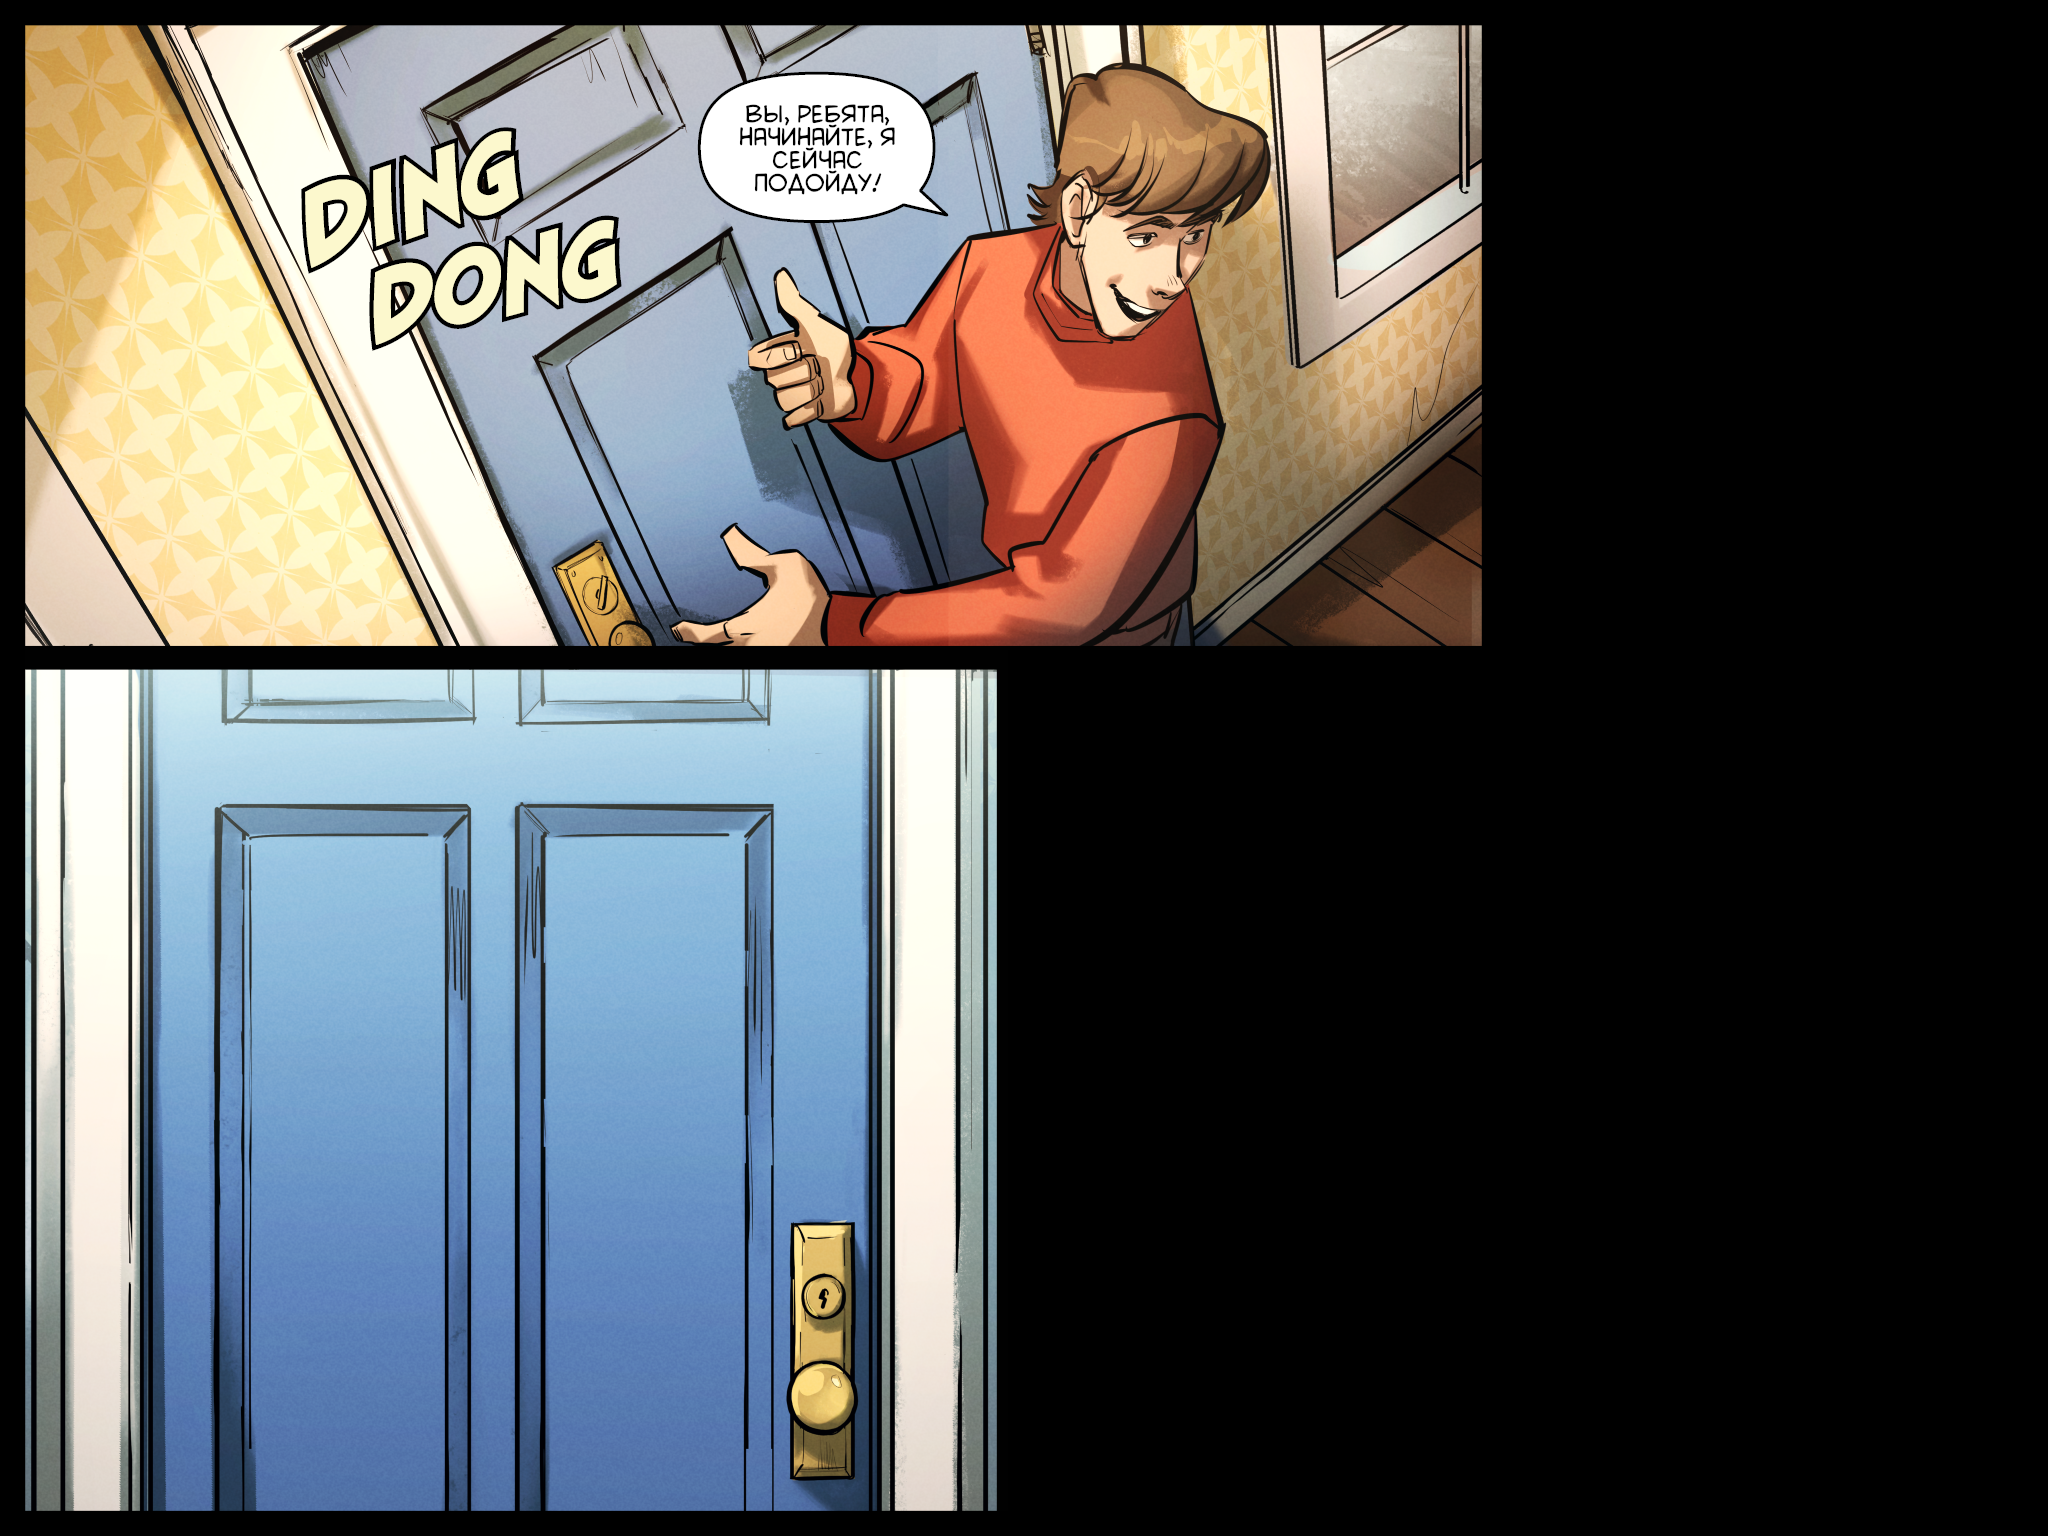 DING
DONG
ВЫ, РЕБЯТА,
НАЧИНАЙТЕ, Я
СЕЙЧАС
ПОДОЙДУ!